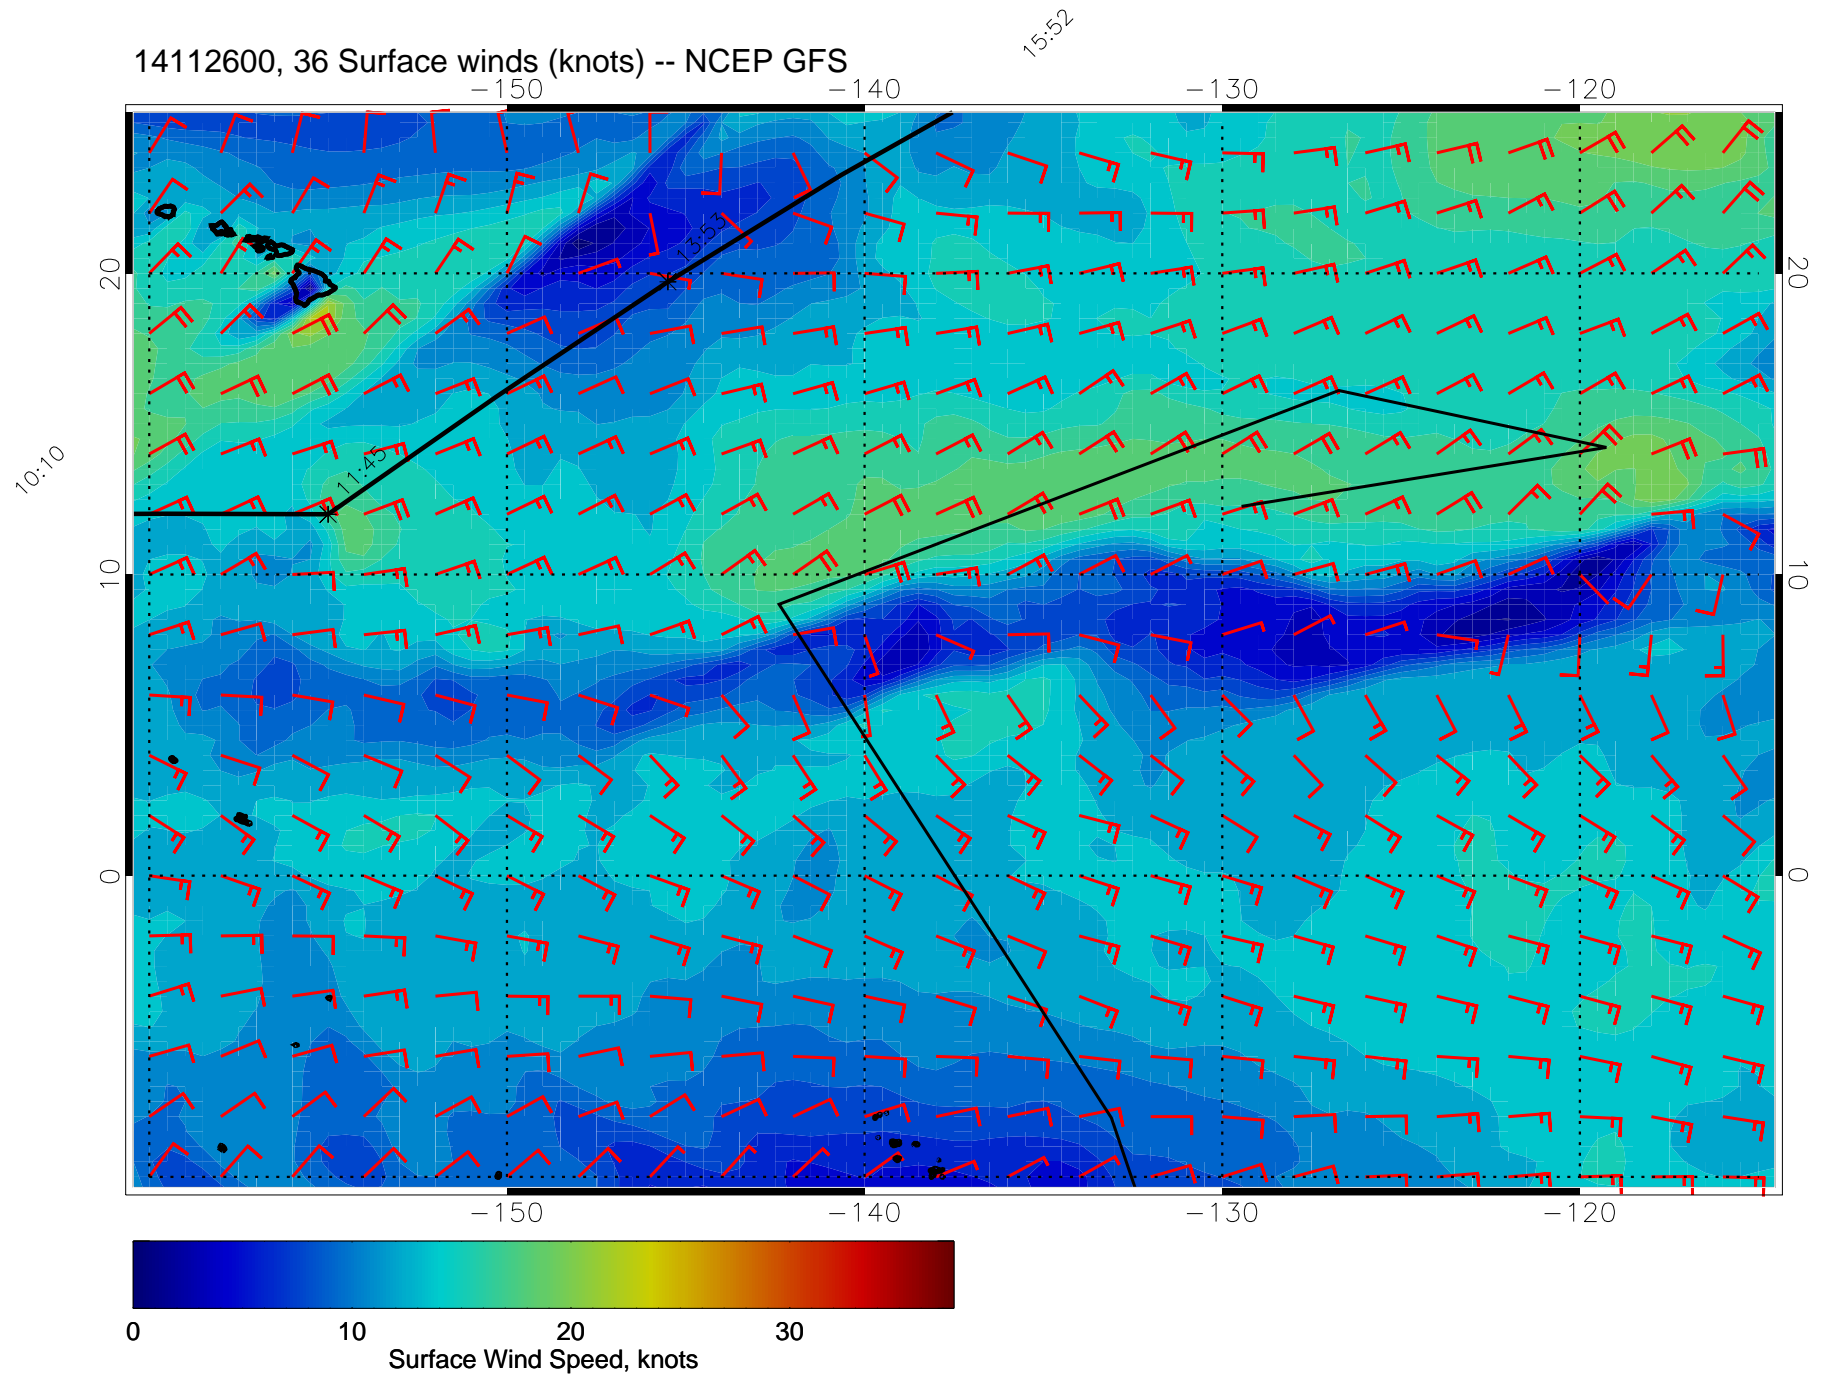 15:52
14112600, 36 Surface winds (knots) -- NCEP GFS
-150 -140 -130 -120
13:53
20 20
11:45
10:10
10 10
0 0
-150 -140 -130 -120
0 10 20 30
Surface Wind Speed, knots